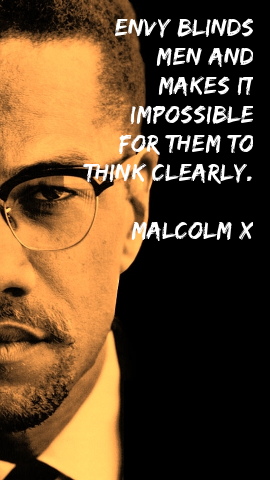 ENVY BLINDS
MEN AND
MAKES IT
IMPOSSIBLE
FOR THEM TO
THINK CLEARLY.
MALCOLM X